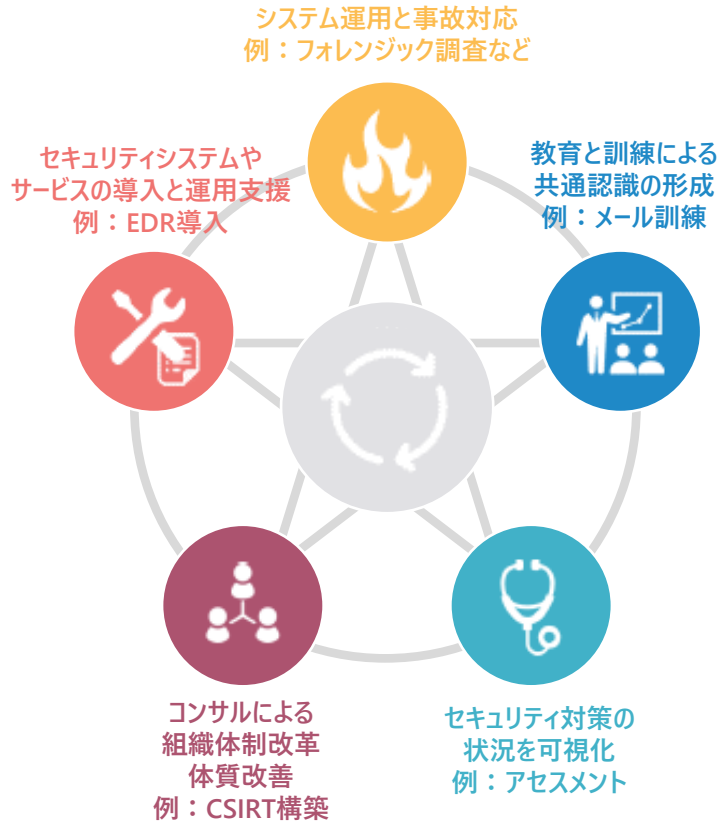 システム運用と事故対応
例：フォレンジック調査など
セキュリティシステムや
サービスの導入と運用支援
例：EDR導入
教育と訓練による
共通認識の形成
例：メール訓練
コンサルによる
組織体制改革
体質改善
例：CSIRT構築
セキュリティ対策の
状況を可視化
例：アセスメント